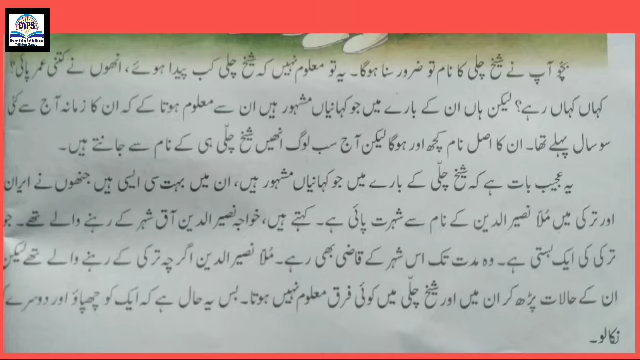 DYPS
بچّو آپ نے شیخ چلّی کا نام تو ضرور سنا ہوگا۔ یہ تو معلوم نہیں کہ شیخ چلّی کب پیدا ہوئے، انھوں نے کتنی عمر پائی؟
کہاں کہاں رہے؟ لیکن ہاں ان کے بارے میں جو کہانیاں مشہور ہیں ان سے معلوم ہوتا کے کہ ان کا زمانہ آج سے کئی
سو سال پہلے تھا۔ ان کا اصل نام کچھ اور ہوگا لیکن آج سب لوگ انھیں شیخ چلّی ہی کے نام سے جانتے ہیں۔
یہ عجیب بات ہے کہ شیخ چلّی کے بارے میں جو کہانیاں مشہور ہیں، ان میں بہت سی ایسی ہیں جنھوں نے ایران
اور ترکی میں مُلّا نصیر الدین کے نام سے شہرت پائی ہے۔ کہتے ہیں، خواجہ نصیر الدین آق شہر کے رہنے والے تھے۔ جو
ترکی کی ایک بستی ہے۔ وہ مدت تک اس شہر کے قاضی بھی رہے۔ مُلّا نصیر الدین اگرچہ ترکی کے رہنے والے تھے لیکن
ان کے حالات پڑھ کر ان میں اور شیخ چلّی میں کوئی فرق معلوم نہیں ہوتا۔ بس یہ حال ہے کہ ایک کو چھپاؤ اور دوسرے
نکالو۔